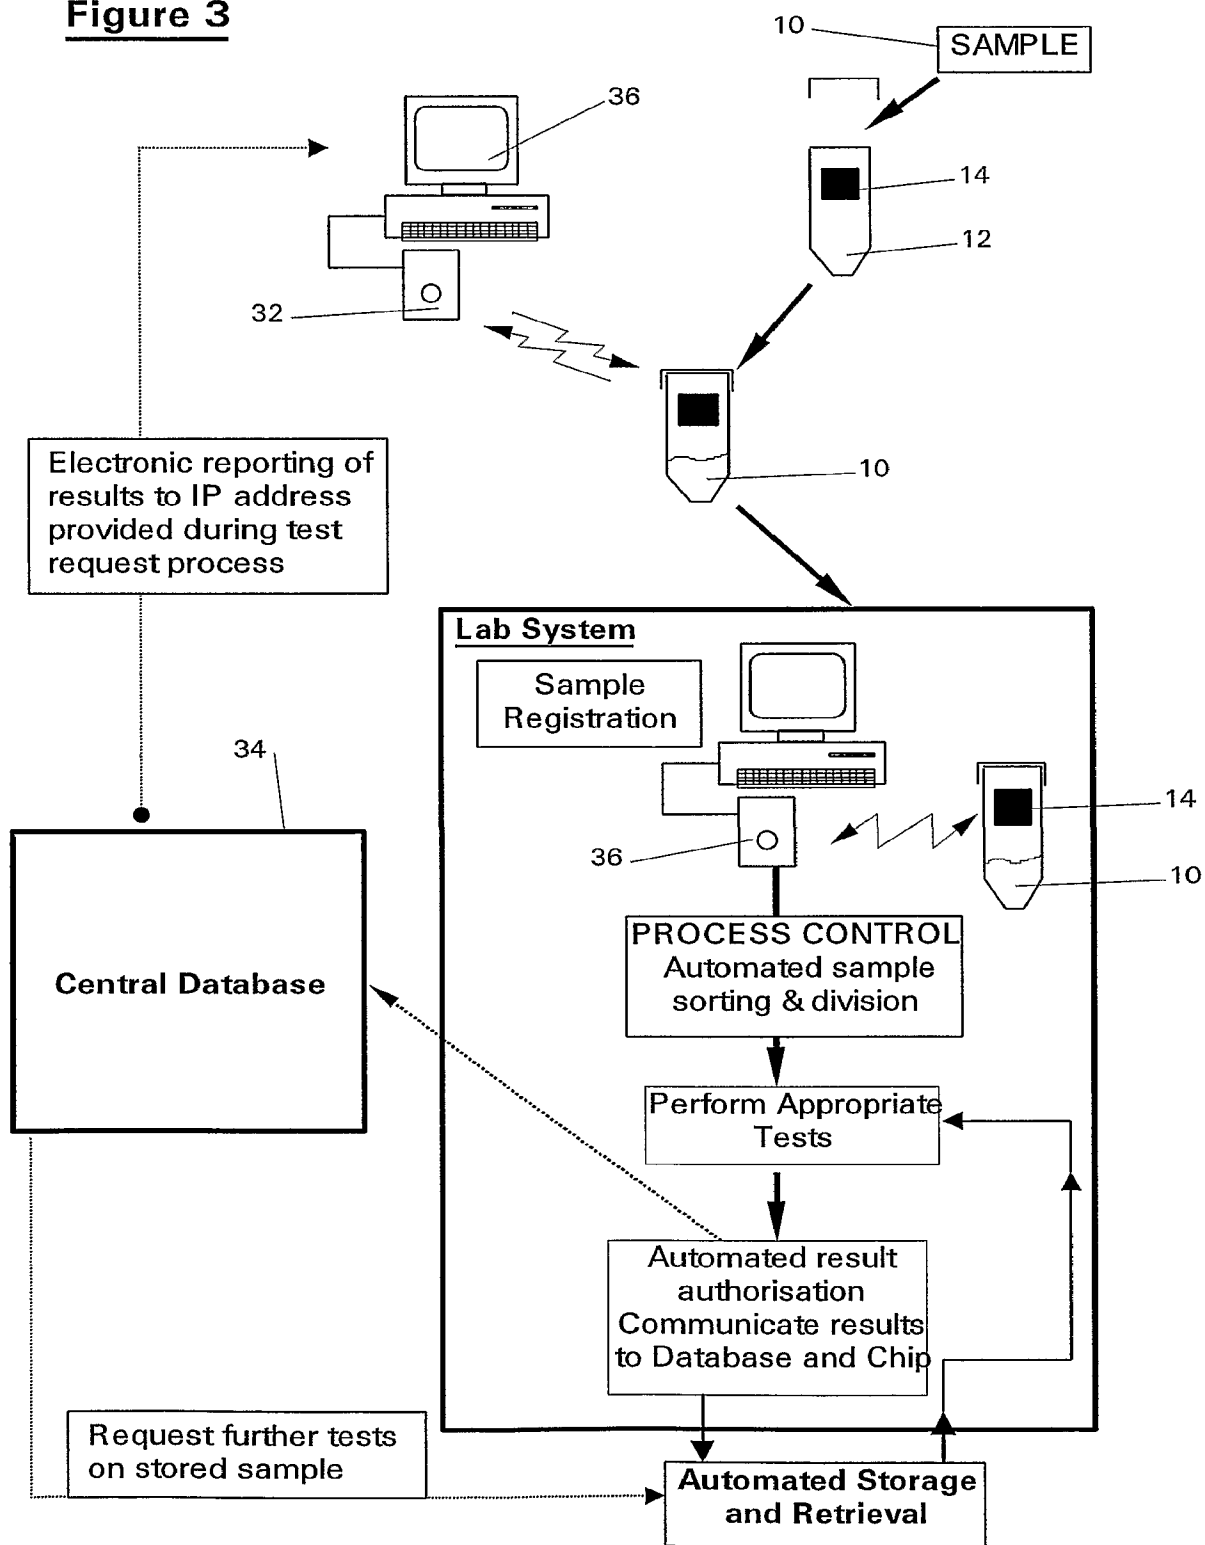 Figure 3
10
SAMPLE
36
14
12
32
10
Electronic reporting of
results to IP address
provided during test
request process
Lab System
Sample
Registration
34
14
36
10
PROCESS CONTROL
Automated sample
sorting & division
Central Database
Perform Appropriate
Tests
Automated result
authorisation
Communicate results
to Database and Chip
Request further tests
on stored sample
Automated Storage
and Retrieval